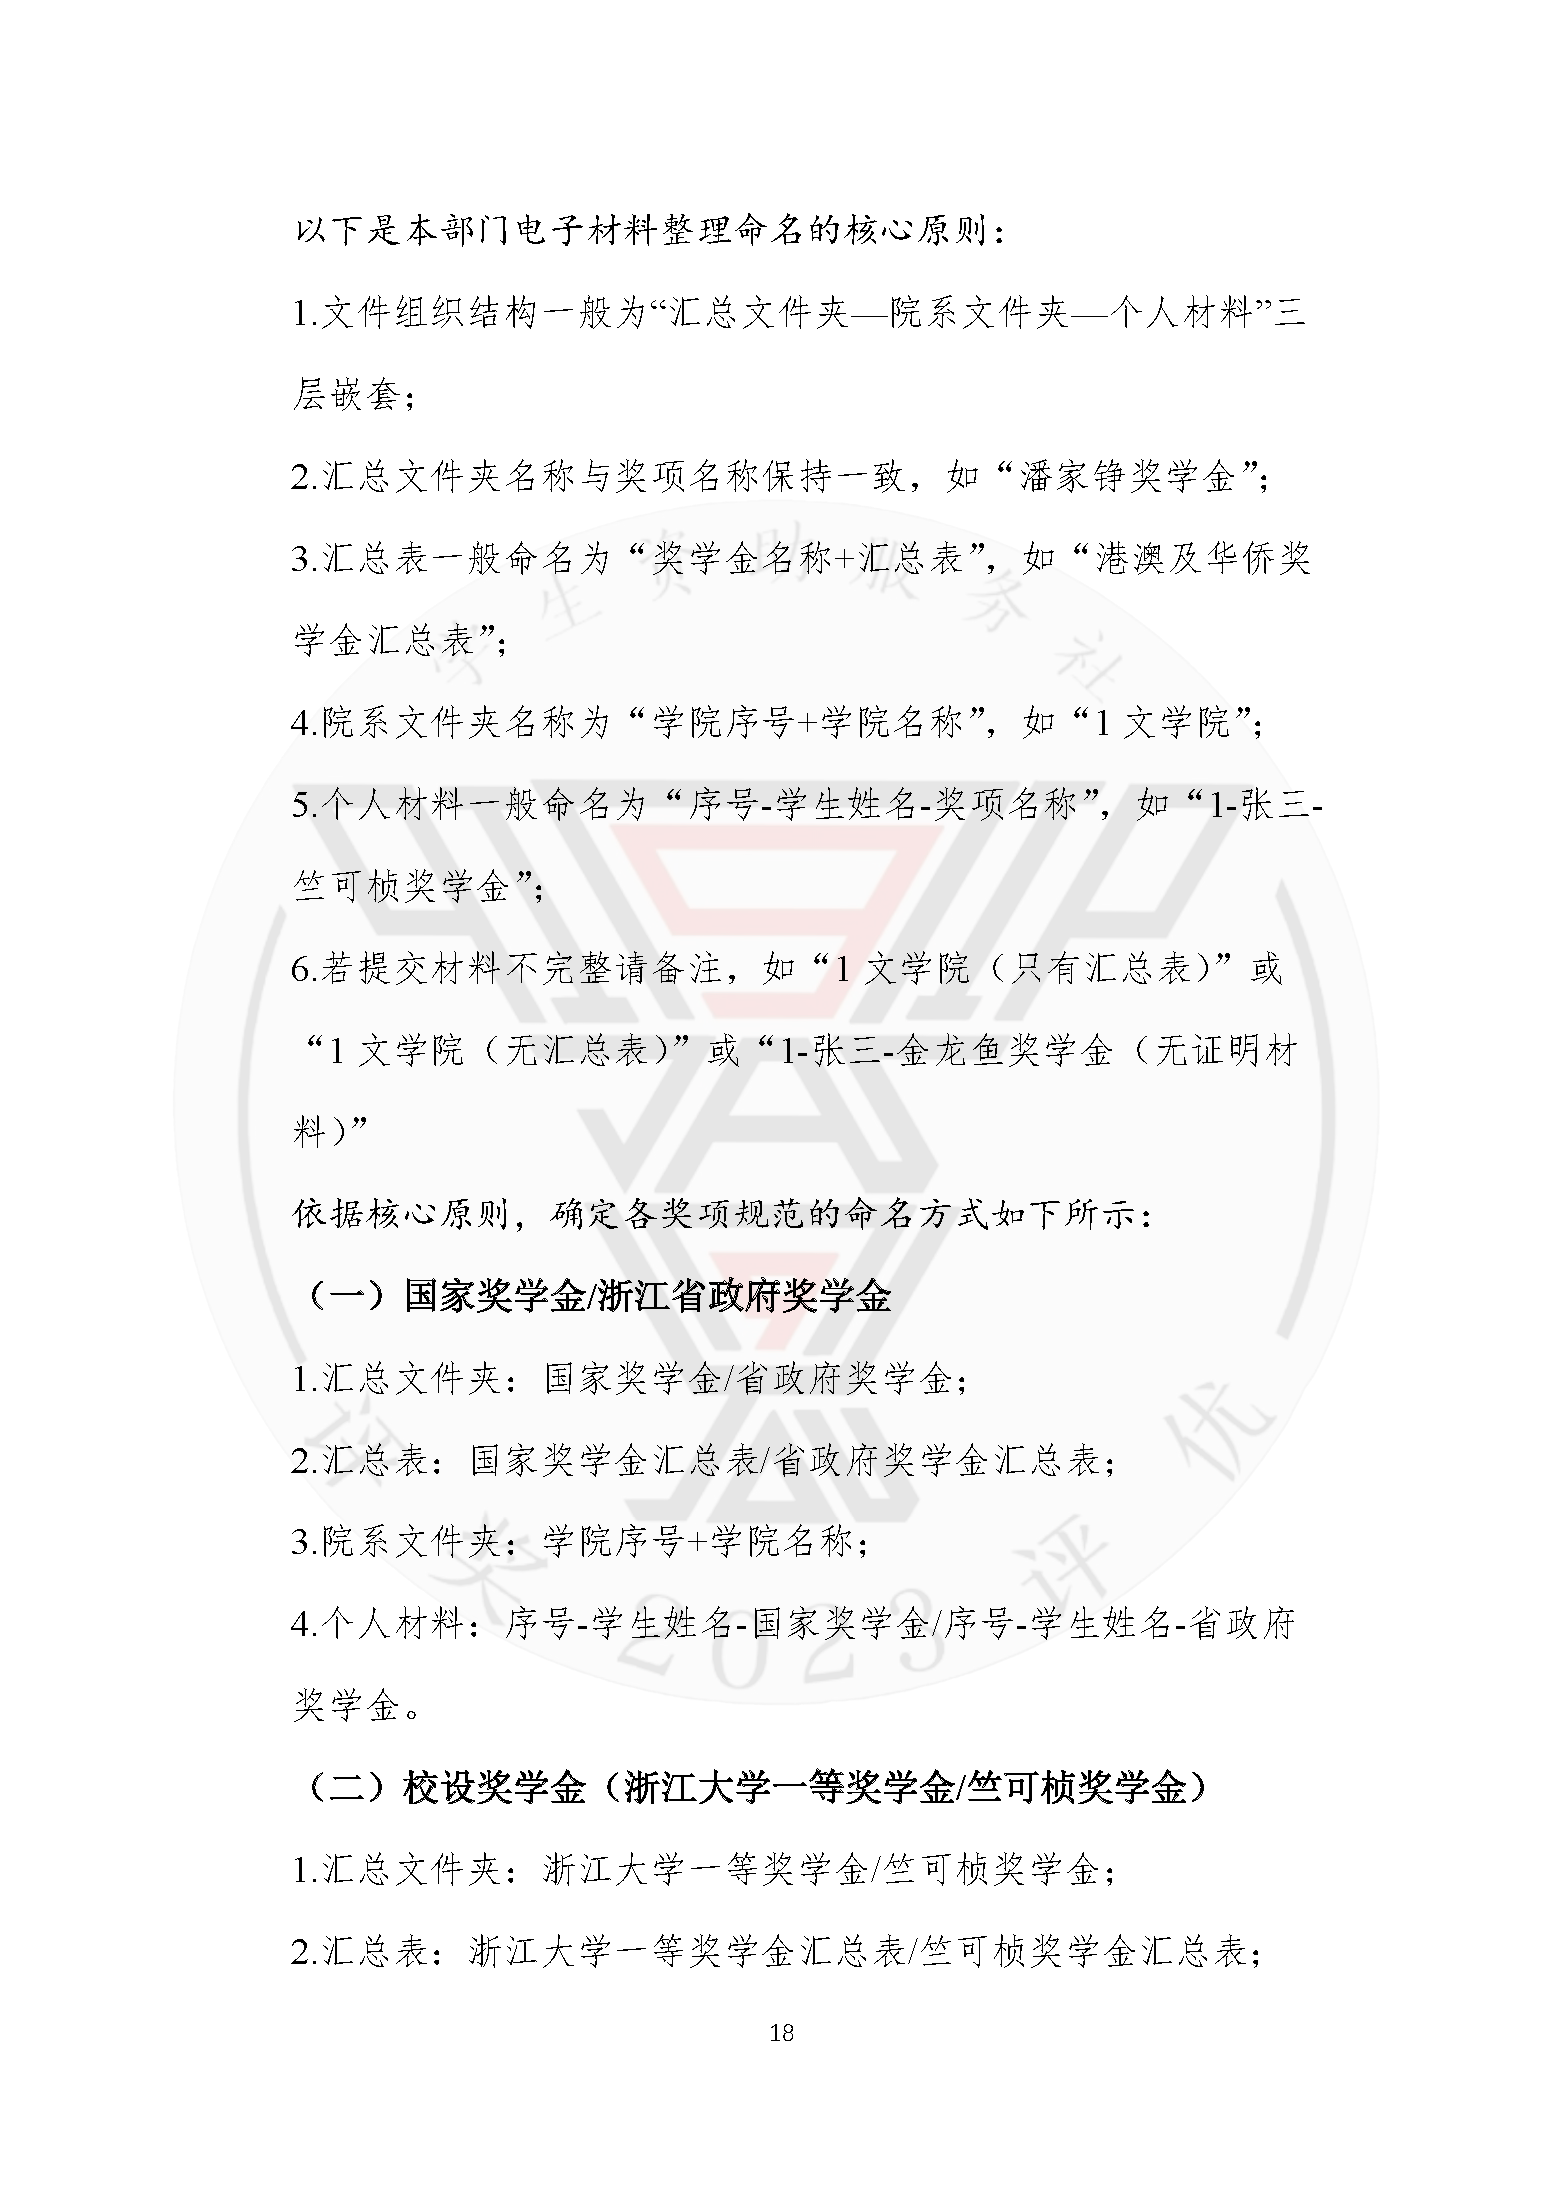 以下是本部门电子材料整理命名的核心原则：
1.文件组织结构一般为“汇总文件夹—院系文件夹—个人材料”三
层嵌套；
2.汇总文件夹名称与奖项名称保持一致，如“潘家铮奖学金”；
3.汇总表一般命名为“奖学金名称+汇总表”，如“港澳及华侨奖
学金汇总表”；
4.院系文件夹名称为“学院序号+学院名称”，如“1 文学院”；
5.个人材料一般命名为“序号-学生姓名-奖项名称”，如“1-张三-
竺可桢奖学金”；
6.若提交材料不完整请备注，如“1 文学院（只有汇总表）”或
“1 文学院（无汇总表）”或“1-张三-金龙鱼奖学金（无证明材
料）”
依据核心原则，确定各奖项规范的命名方式如下所示：
（一）国家奖学金/浙江省政府奖学金
1.汇总文件夹：国家奖学金/省政府奖学金；
2.汇总表：国家奖学金汇总表/省政府奖学金汇总表；
3.院系文件夹：学院序号+学院名称；
4.个人材料：序号-学生姓名-国家奖学金/序号-学生姓名-省政府
奖学金。
（二）校设奖学金（浙江大学一等奖学金/竺可桢奖学金）
1.汇总文件夹：浙江大学一等奖学金/竺可桢奖学金；
2.汇总表：浙江大学一等奖学金汇总表/竺可桢奖学金汇总表；
18
学生资助服务社
评奖2023评优